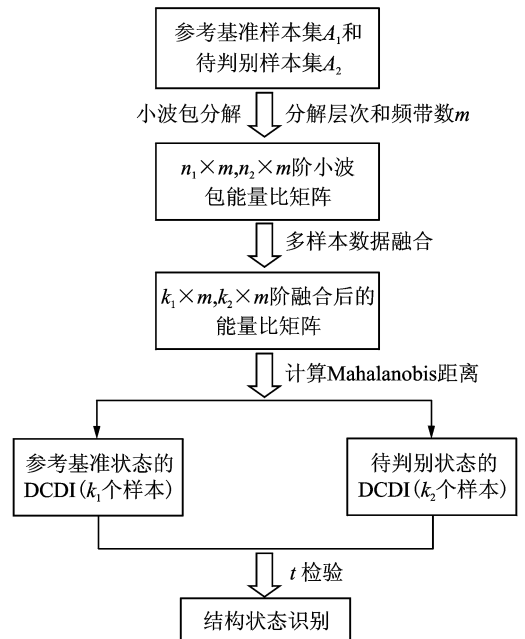 参考基准样本集A₁和
待判别样本集A₂
小波包分解 分解层次和频带数m
n₁×m,n₂×m阶小波
包能量比矩阵
多样本数据融合
k₁×m,k₂×m阶融合后的
能量比矩阵
计算Mahalanobis距离
参考基准状态的
DCDI(k₁个样本)
待判别状态的
DCDI(k₂个样本)
t 检验
结构状态识别